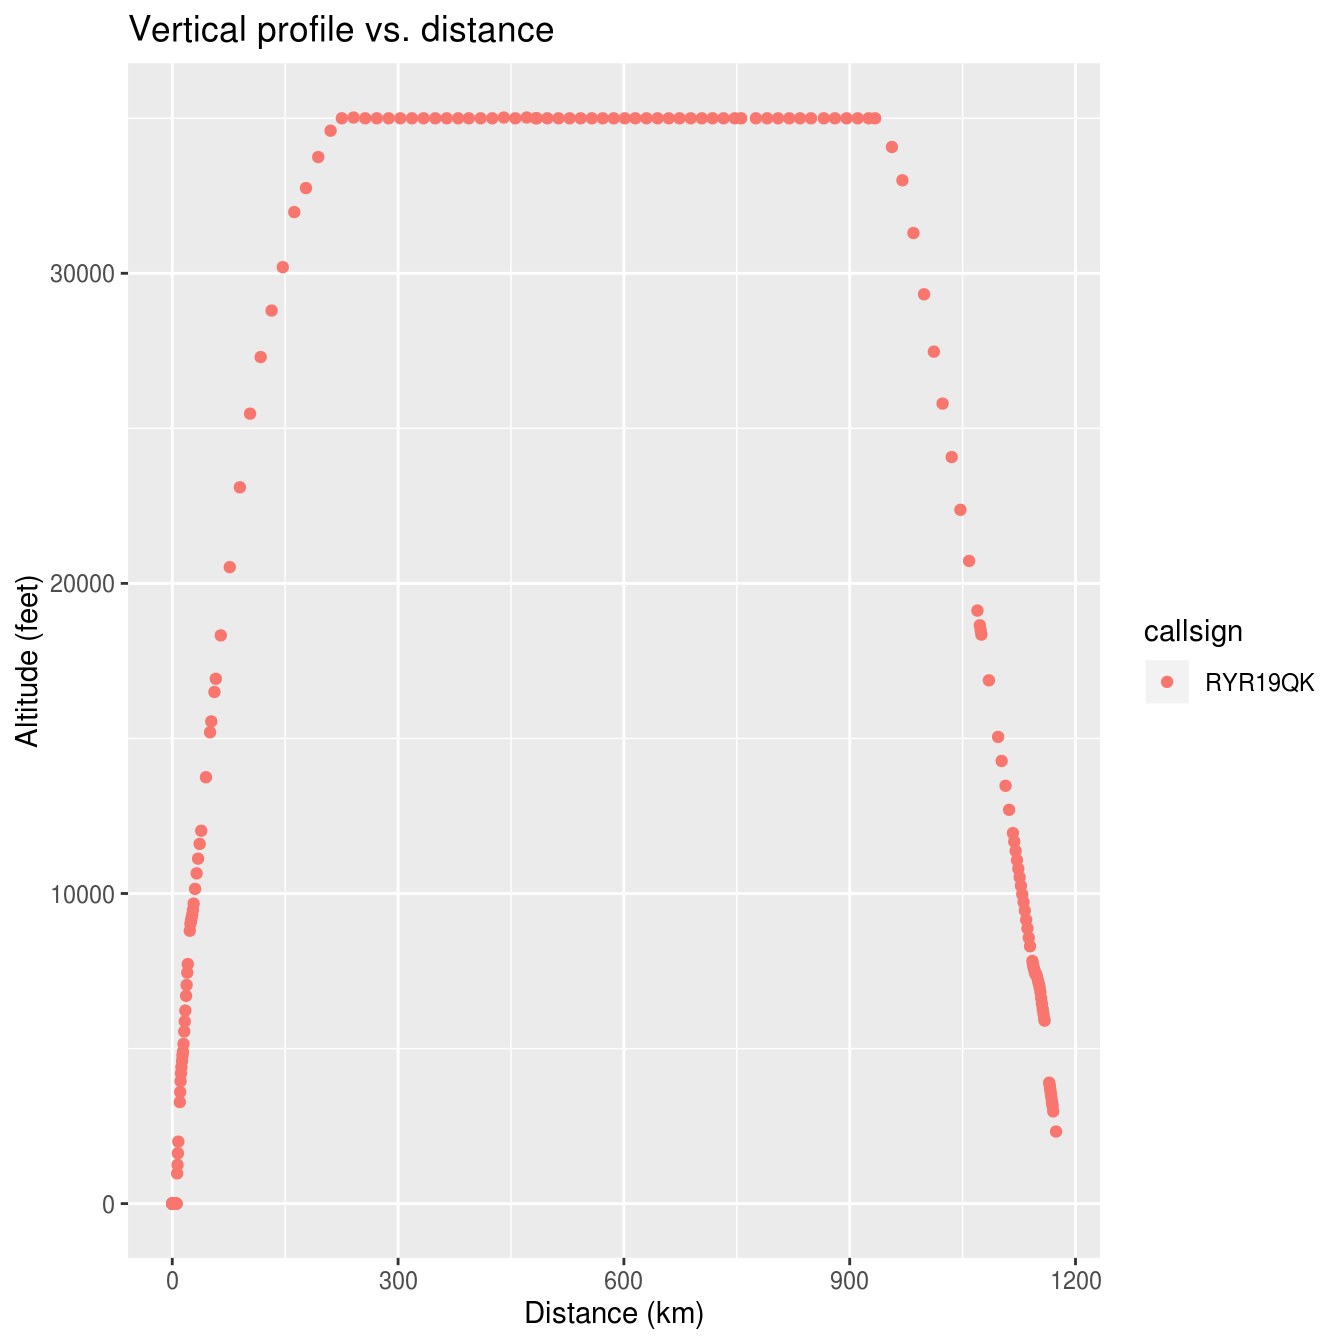 Vertical profile vs. distance
Altitude (feet)
30000
20000
10000
0
0 300 600 900 1200
Distance (km)
callsign
RYR19QK